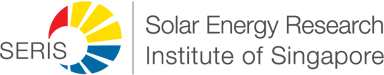 SERIS
Solar Energy Research
Institute of Singapore